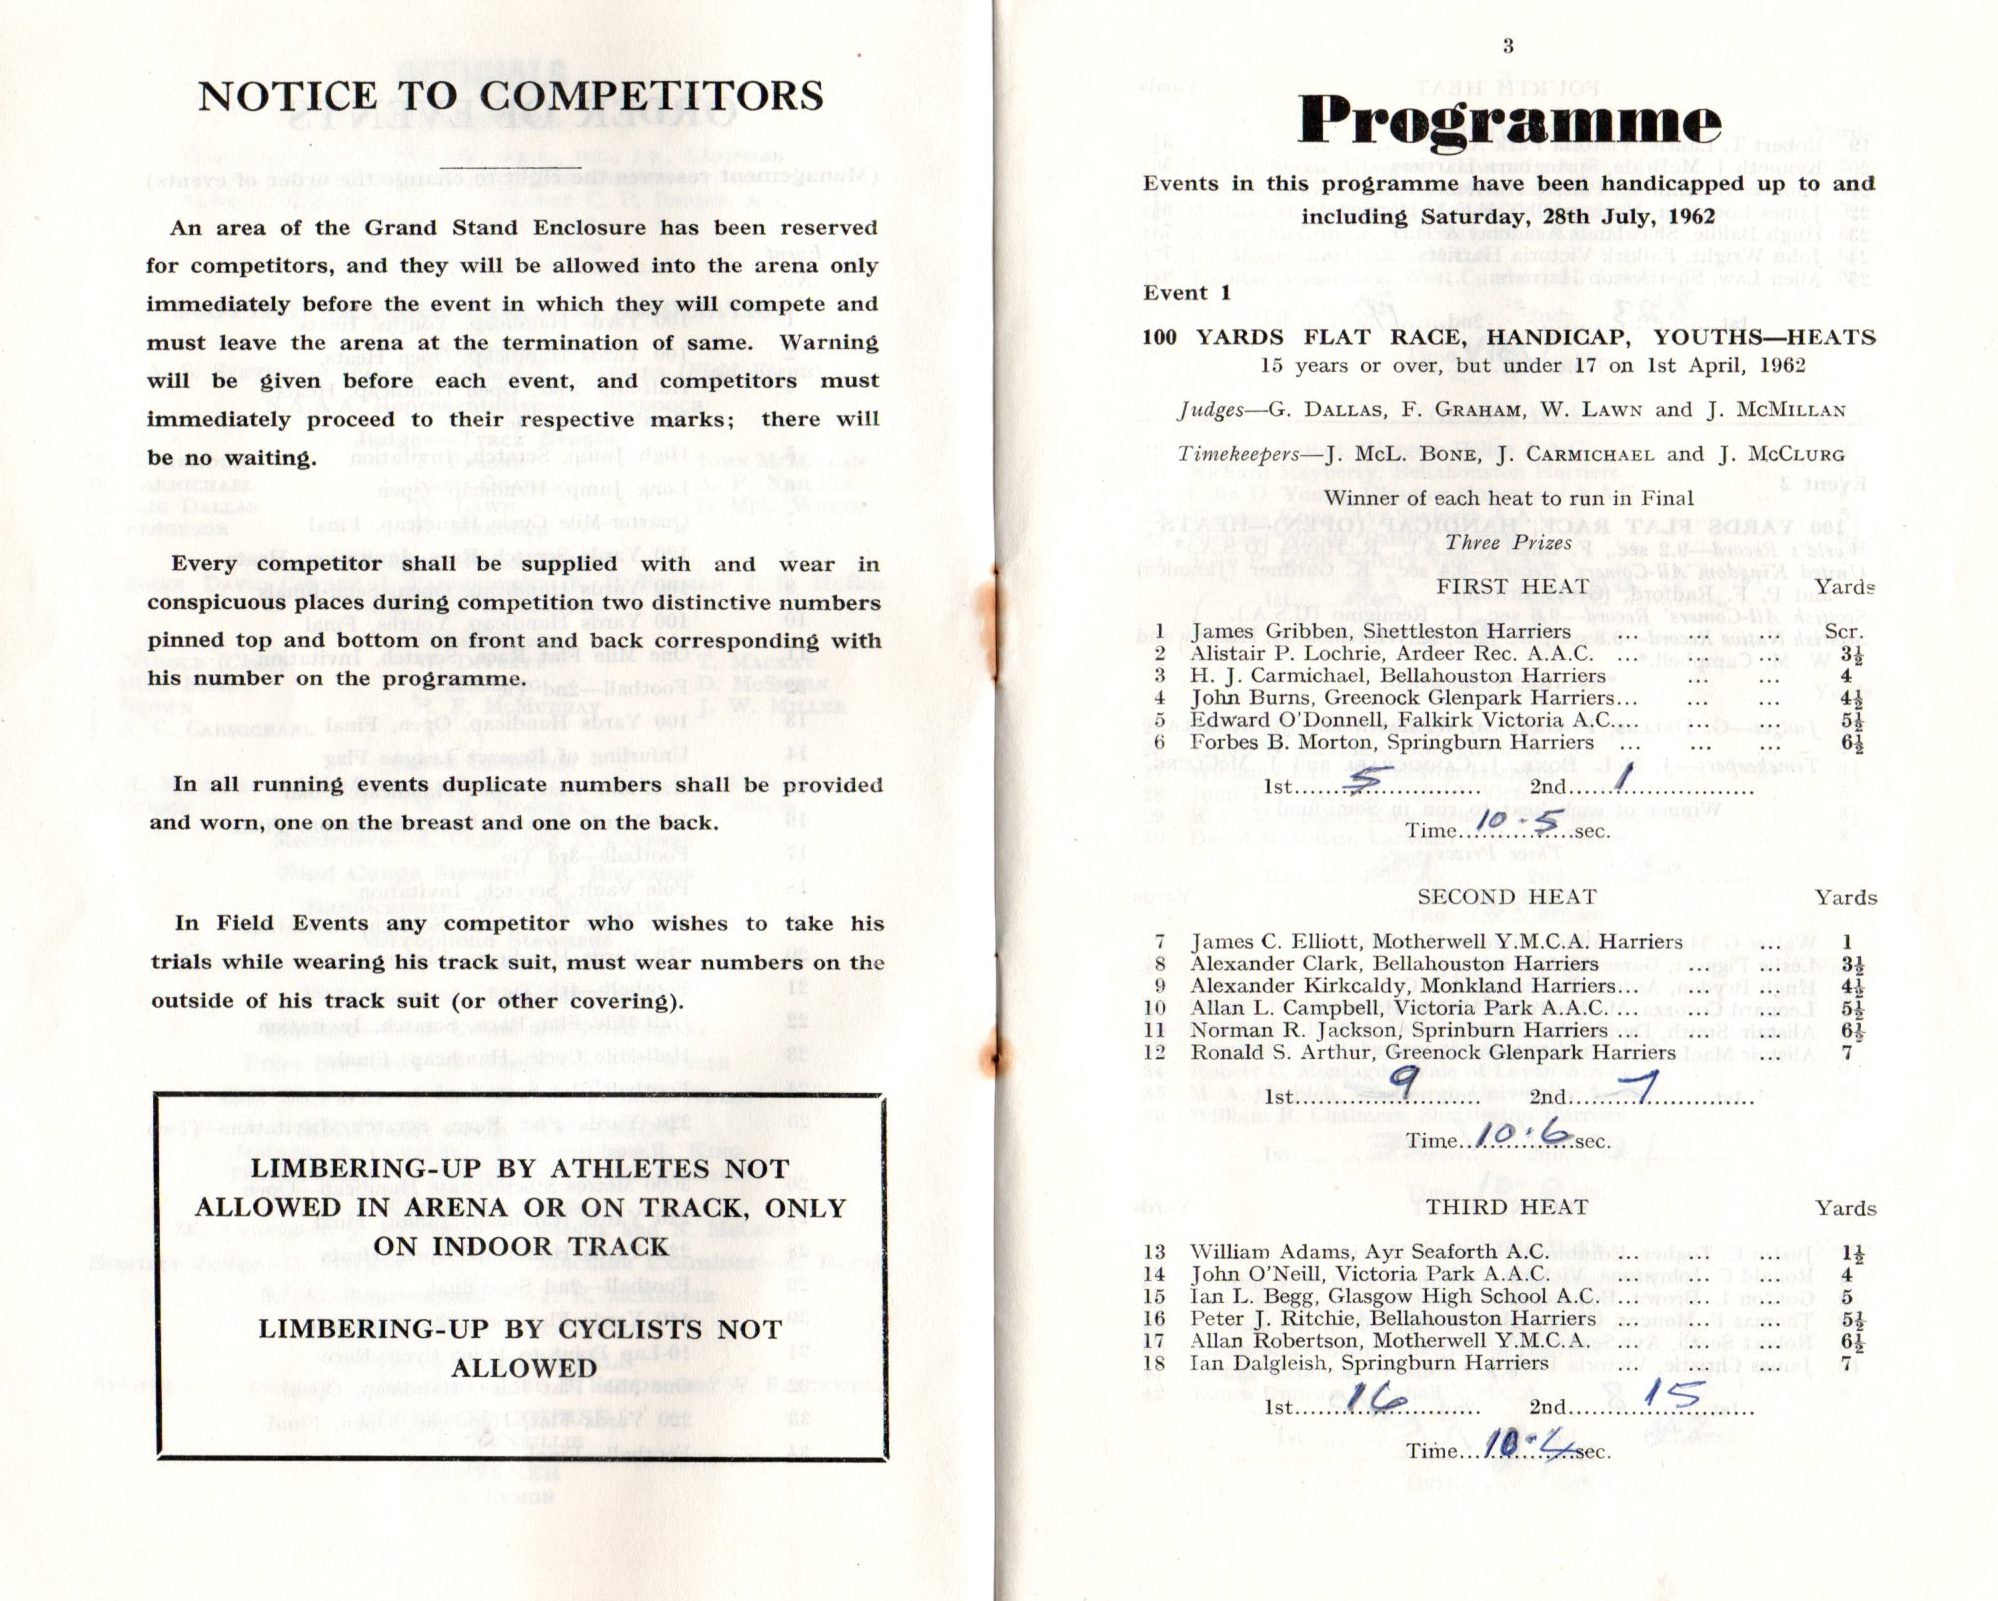 NOTICE TO COMPETITORS
An area of the Grand Stand Enclosure has been reserved
for competitors, and they will be allowed into the arena only
immediately before the event in which they will compete and
must leave the arena at the termination of same. Warning
will be given before each event, and competitors must
immediately proceed to their respective marks; there will
be no waiting.
Every competitor shall be supplied with and wear in
conspicuous places during competition two distinctive numbers
pinned top and bottom on front and back corresponding with
his number on the programme.
In all running events duplicate numbers shall be provided
and worn, one on the breast and one on the back.
In Field Events any competitor who wishes to take his
trials while wearing his track suit, must wear numbers on the
outside of his track suit (or other covering).
LIMBERING-UP BY ATHLETES NOT
ALLOWED IN ARENA OR ON TRACK, ONLY
ON INDOOR TRACK
LIMBERING-UP BY CYCLISTS NOT
ALLOWED
3
Programme
Events in this programme have been handicapped up to and
including Saturday, 28th July, 1962
Event 1
100 YARDS FLAT RACE, HANDICAP, YOUTHS—HEATS
15 years or over, but under 17 on 1st April, 1962
Judges—G. DALLAS, F. GRAHAM, W. LAWN and J. MCMILLAN
Timekeepers—J. MCL. BONE, J. CARMICHAEL and J. MCCLURG
Winner of each heat to run in Final
Three Prizes
FIRST HEAT Yards
1 James Gribben, Shettleston Harriers ... ... ... Scr.
2 Alistair P. Lochrie, Ardeer Rec. A.A.C. ... ... ... 3½
3 H. J. Carmichael, Bellahouston Harriers ... ... 4
4 John Burns, Greenock Glenpark Harriers... ... ... 4½
5 Edward O'Donnell, Falkirk Victoria A.C.... ... ... 5½
6 Forbes B. Morton, Springburn Harriers ... ... ... 6½
1st......5............... 2nd......1..................
Time..10.5..sec.
SECOND HEAT Yards
7 James C. Elliott, Motherwell Y.M.C.A. Harriers ... 1
8 Alexander Clark, Bellahouston Harriers ... ... 3½
9 Alexander Kirkcaldy, Monkland Harriers... ... ... 4½
10 Allan L. Campbell, Victoria Park A.A.C.... ... ... 5½
11 Norman R. Jackson, Sprinburn Harriers ... ... ... 6½
12 Ronald S. Arthur, Greenock Glenpark Harriers ... 7
1st..............9......... 2nd........7...............
Time..10.6..sec.
THIRD HEAT Yards
13 William Adams, Ayr Seaforth A.C. ... ... ... 1½
14 John O'Neill, Victoria Park A.A.C. ... ... ... 4
15 Ian L. Begg, Glasgow High School A.C. ... ... ... 5
16 Peter J. Ritchie, Bellahouston Harriers ... ... ... 5½
17 Allan Robertson, Motherwell Y.M.C.A. ... ... ... 6½
18 Ian Dalgleish, Springburn Harriers ... ... ... 7
1st.......16.......... 2nd..........15........
Time...10.4..sec.